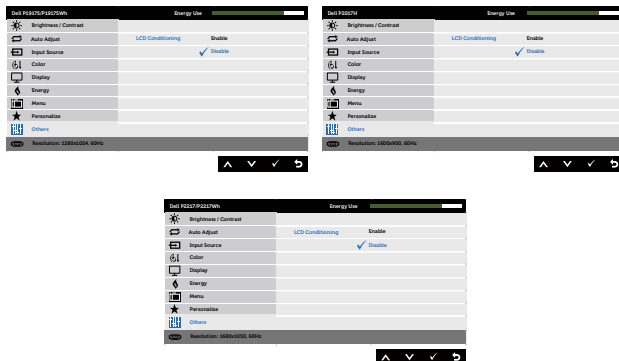 Dell P1917S/P1917SWh Energy Use
Brightness / Contrast
Auto Adjust LCD Conditioning Enable
Input Source Disable
Color
Display
Energy
Menu
Personalize
Others
Resolution: 1280x1024, 60Hz
Dell P2017H Energy Use
Brightness / Contrast
Auto Adjust LCD Conditioning Enable
Input Source Disable
Color
Display
Energy
Menu
Personalize
Others
Resolution: 1600x900, 60Hz
Dell P2217/P2217Wh Energy Use
Brightness / Contrast
Auto Adjust LCD Conditioning Enable
Input Source Disable
Color
Display
Energy
Menu
Personalize
Others
Resolution: 1680x1050, 60Hz